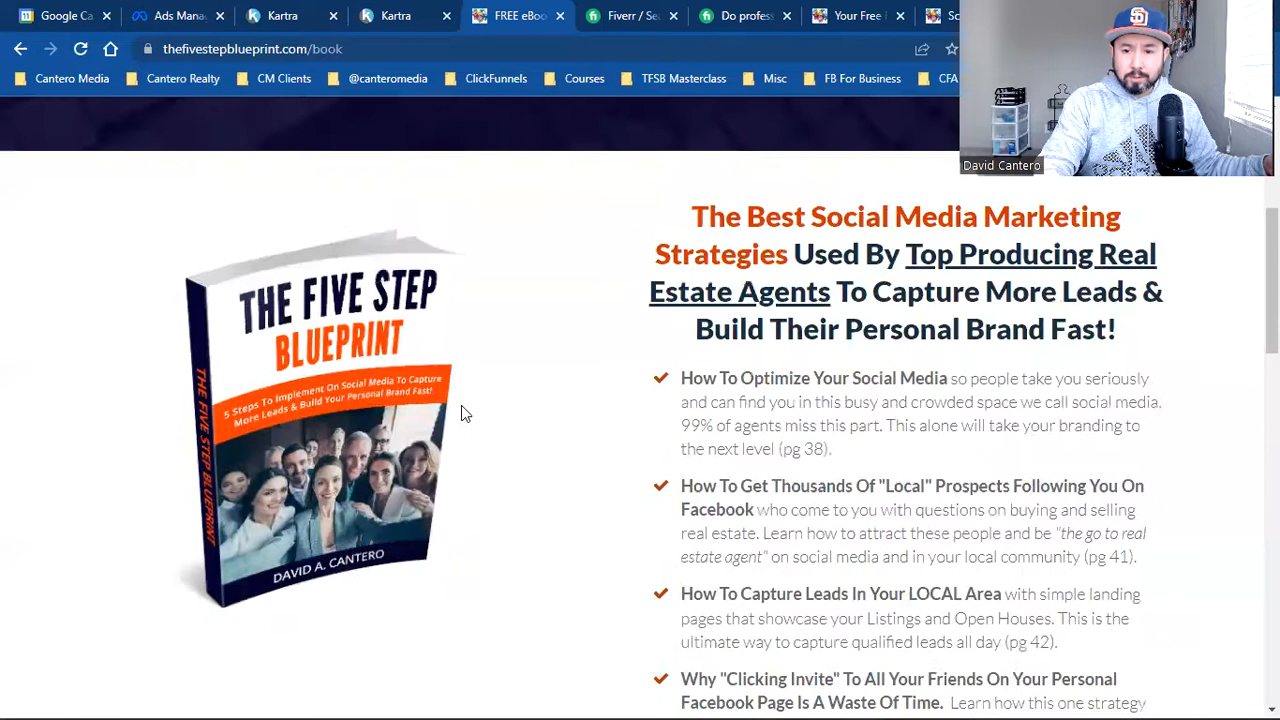 Google Ca
Ads Mana
Kartra
Kartra
FREE eBo
Fiverr / Se
Do profes
Your Free
Sc
thefivestepblueprint.com/book
Cantero Media
Cantero Realty
CM Clients
@canteromedia
ClickFunnels
Courses
TFSB Masterclass
Misc
FB For Business
CFA
David Cantero
THE FIVE STEP
BLUEPRINT
5 Steps To Implement On Social Media To Capture
More Leads & Build Your Personal Brand Fast!
THE FIVE STEP BLUEPRINT
DAVID A. CANTERO
The Best Social Media Marketing
Strategies Used By Top Producing Real
Estate Agents To Capture More Leads &
Build Their Personal Brand Fast!
How To Optimize Your Social Media so people take you seriously
and can find you in this busy and crowded space we call social media.
99% of agents miss this part. This alone will take your branding to
the next level (pg 38).
How To Get Thousands Of "Local" Prospects Following You On
Facebook who come to you with questions on buying and selling
real estate. Learn how to attract these people and be "the go to real
estate agent" on social media and in your local community (pg 41).
How To Capture Leads In Your LOCAL Area with simple landing
pages that showcase your Listings and Open Houses. This is the
ultimate way to capture qualified leads all day (pg 42).
Why "Clicking Invite" To All Your Friends On Your Personal
Facebook Page Is A Waste Of Time. Learn how this one strategy